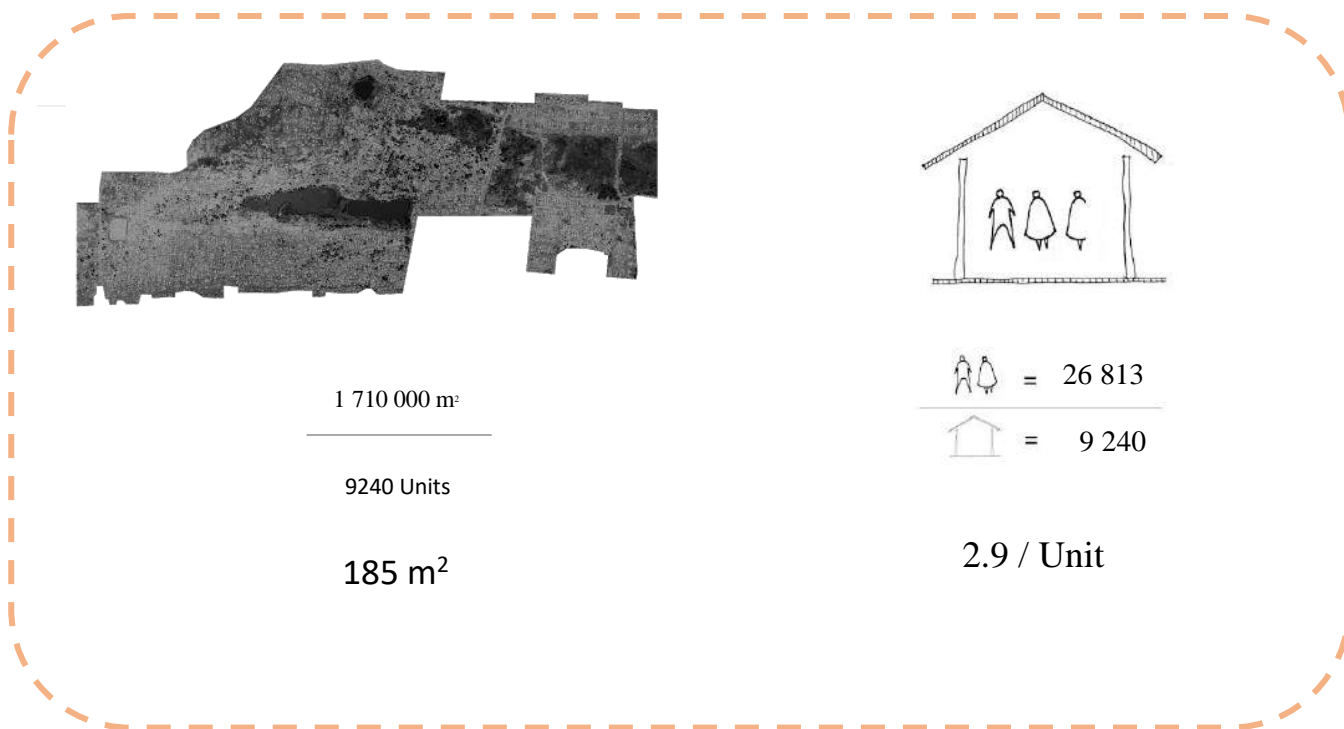 1 710 000 m²
9240 Units
185 m²
= 26 813
= 9 240
2.9 / Unit